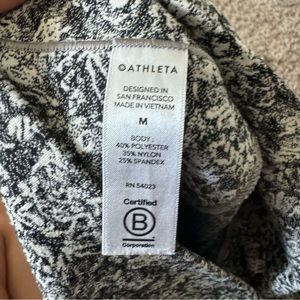 ATHLETA
DESIGNED IN
SAN FRANCISCO
MADE IN VIETNAM
M
BODY :
40% POLYESTER
35% NYLON
25% SPANDEX
RN 54023
Certified
B
Corporation